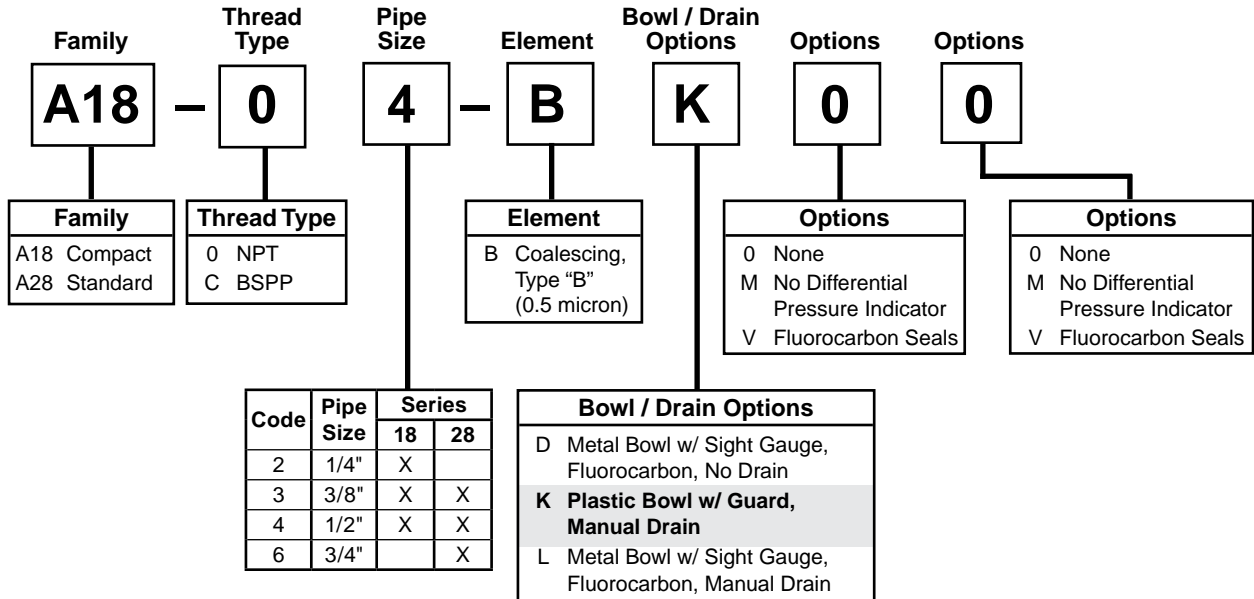 Family
Thread
Type
Pipe
Size
Element
Bowl / Drain
Options
Options
Options
A18 – 0 4 – B K 0 0
Family
A18 Compact
A28 Standard
Thread Type
0 NPT
C BSPP
Element
B Coalescing,
Type “B”
(0.5 micron)
Options
0 None
M No Differential
Pressure Indicator
V Fluorocarbon Seals
Options
0 None
M No Differential
Pressure Indicator
V Fluorocarbon Seals
Code Pipe Size Series
18 28
2 1/4" X
3 3/8" X X
4 1/2" X X
6 3/4" X
Bowl / Drain Options
D Metal Bowl w/ Sight Gauge,
Fluorocarbon, No Drain
K Plastic Bowl w/ Guard,
Manual Drain
L Metal Bowl w/ Sight Gauge,
Fluorocarbon, Manual Drain